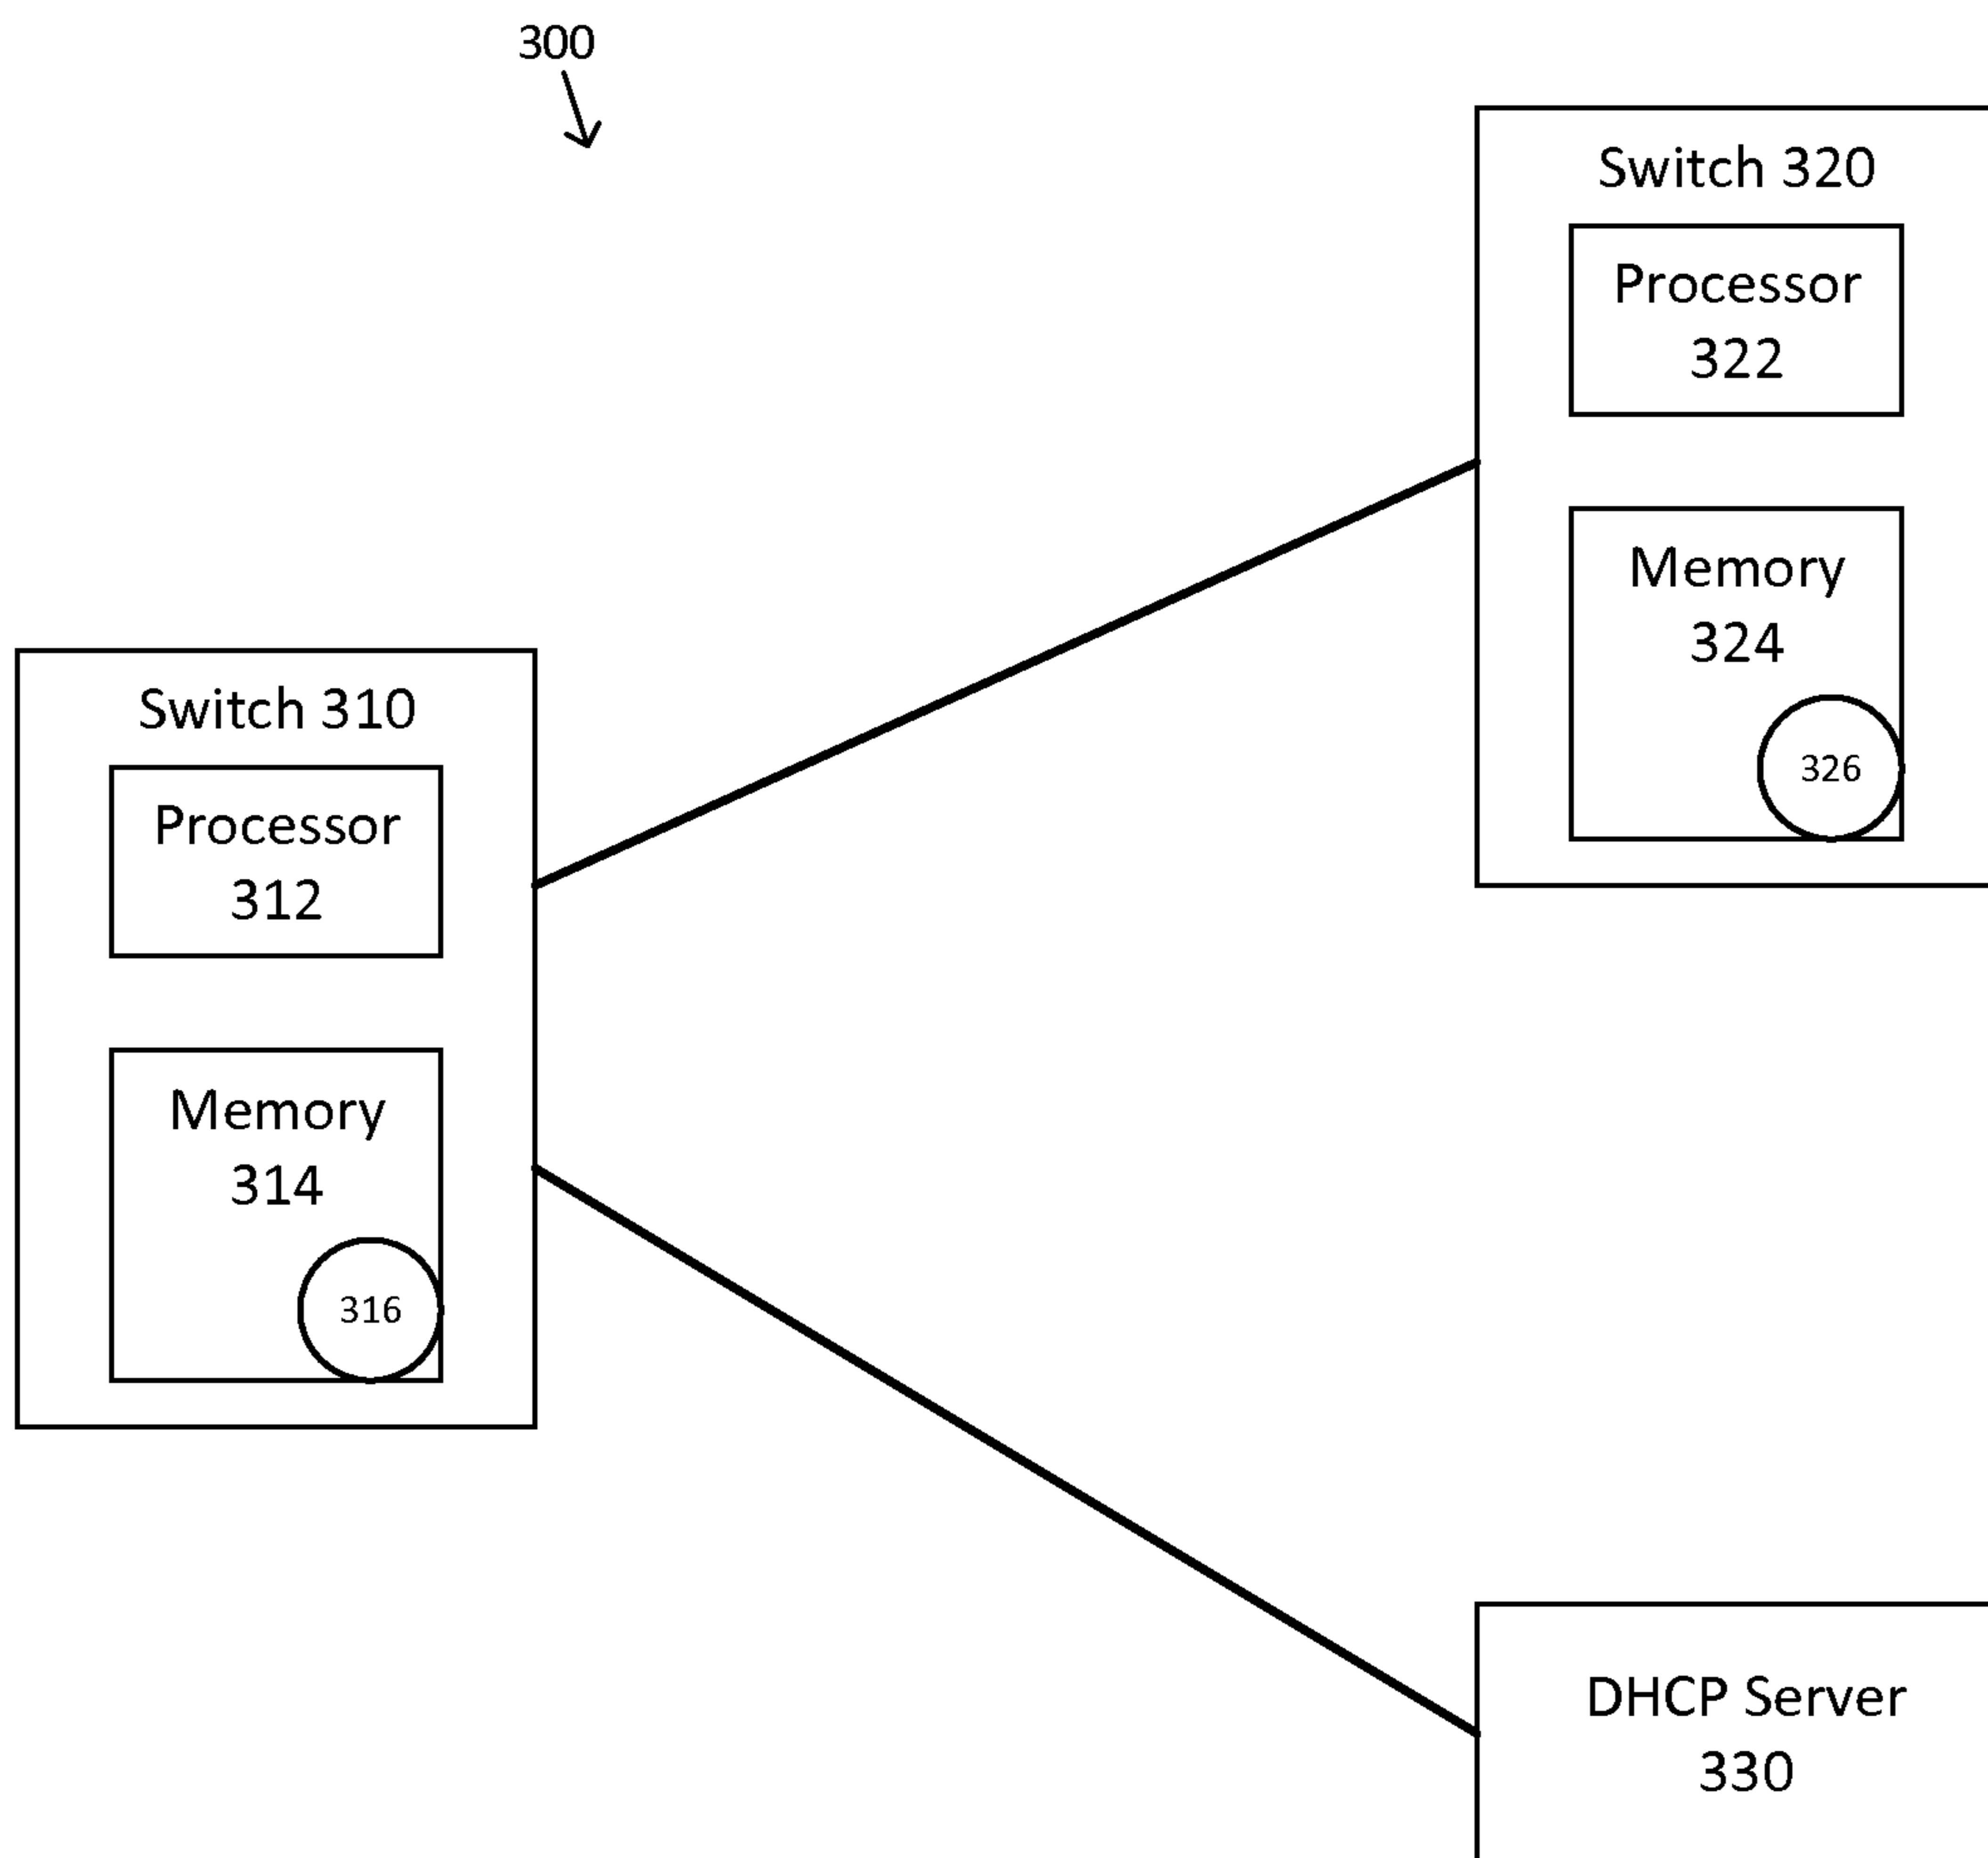 300
Switch 320
Processor
322
Memory
324
326
Switch 310
Processor
312
Memory
314
316
DHCP Server
330